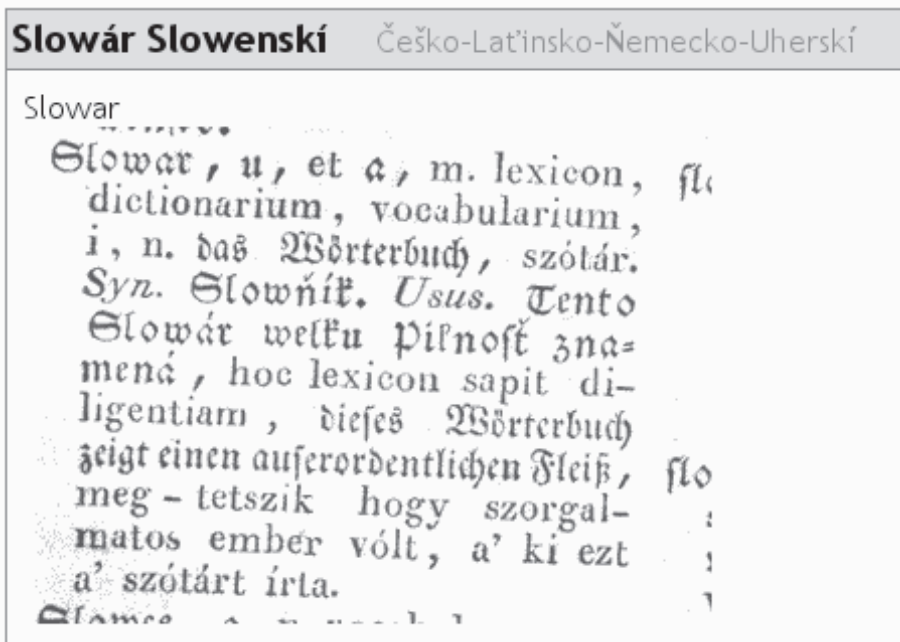 Slowár Slowenskí Češko-Laťinsko-Ňemecko-Uherskí
Slowar
Slowar, u, et a, m. lexicon,
dictionarium, vocabularium,
i, n. das Wörterbuch, szótár.
Syn. Slowńík. Usus. Tento
Slowár welku Pilnosť zna=
mená, hoc lexicon sapit di–
ligentiam, dieses Wörterbuch
zeigt einen auserordentlichen Fleiß,
meg – tetszik hogy szorgal–
matos ember vólt, a' ki ezt
a' szótárt írta.